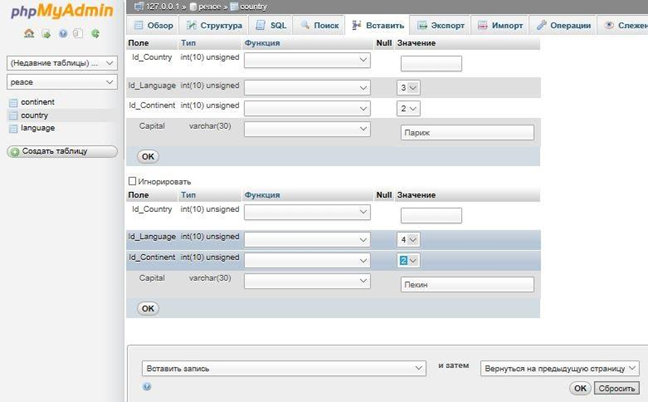 phpMyAdmin
127.0.0.1 » peace » country
Обзор Структура SQL Поиск Вставить Экспорт Импорт Операции Слежен
(Недавние таблицы) ...
peace
continent
country
language
Создать таблицу
Поле Тип Функция Null Значение
Id_Country int(10) unsigned
Id_Language int(10) unsigned 3
Id_Continent int(10) unsigned 2
Capital varchar(30) Париж
OK
Игнорировать
Поле Тип Функция Null Значение
Id_Country int(10) unsigned
Id_Language int(10) unsigned 4
Id_Continent int(10) unsigned 2
Capital varchar(30) Пекин
OK
Вставить запись и затем Вернуться на предыдущую страницу
OK Сбросить